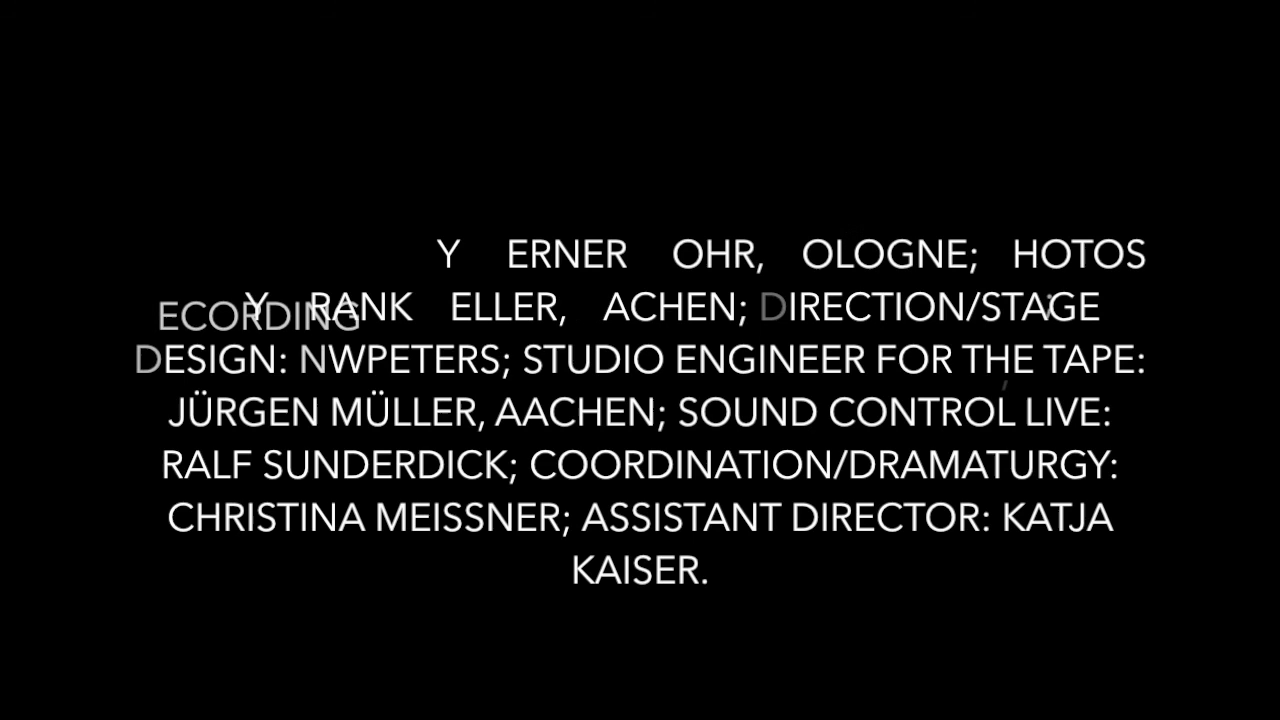 Y ERNER OHR, OLOGNE; HOTOS
ECORDING
Y RANK ELLER, ACHEN; DIRECTION/STAGE
DESIGN: NWPETERS; STUDIO ENGINEER FOR THE TAPE:
JÜRGEN MÜLLER, AACHEN; SOUND CONTROL LIVE:
RALF SUNDERDICK; COORDINATION/DRAMATURGY:
CHRISTINA MEISSNER; ASSISTANT DIRECTOR: KATJA
KAISER.